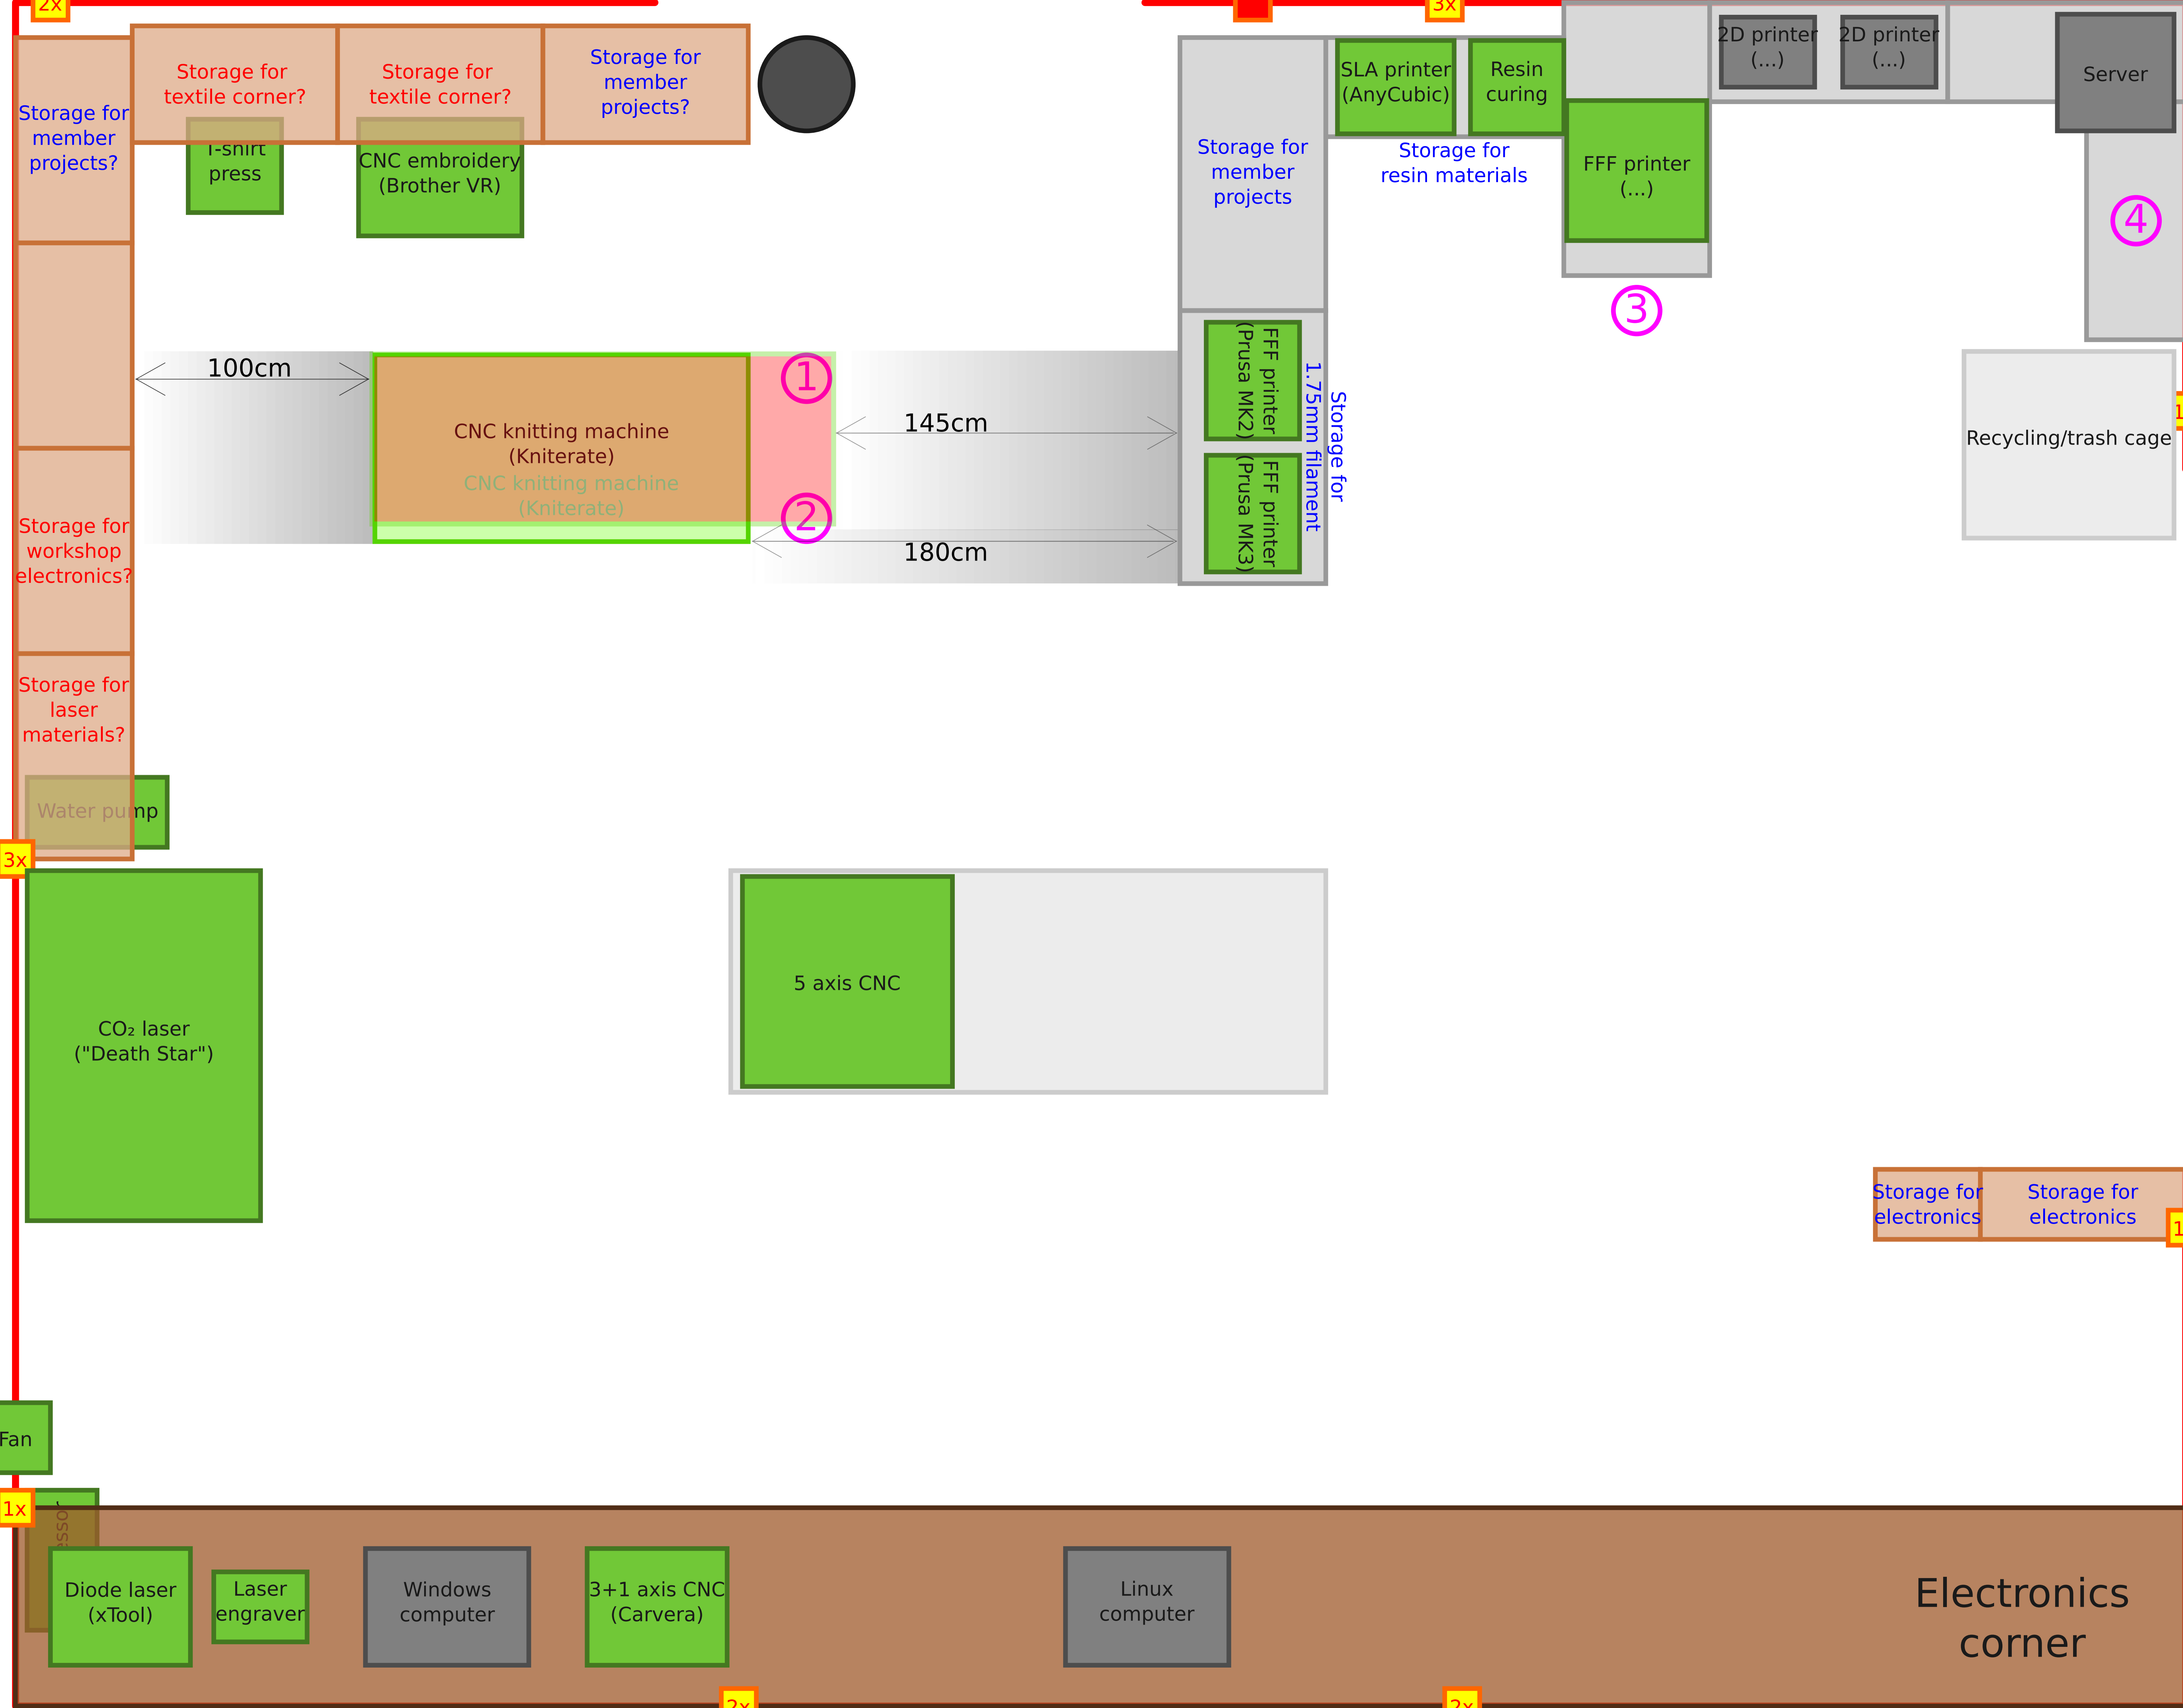 2x
3x
Storage for
textile corner?
Storage for
textile corner?
Storage for
member
projects?
Storage for
member
projects?
T-shirt
press
CNC embroidery
(Brother VR)
Storage for
member
projects
SLA printer
(AnyCubic)
Resin
curing
Storage for
resin materials
FFF printer
(...)
2D printer
(...)
2D printer
(...)
Server
4
3
100cm
1
CNC knitting machine
(Kniterate)
CNC knitting machine
(Kniterate)
2
145cm
180cm
FFF printer
(Prusa MK2)
FFF printer
(Prusa MK3)
Storage for
1.75mm filament
Recycling/trash cage
1
Storage for
workshop
electronics?
Storage for
laser
materials?
Water pump
3x
CO₂ laser
("Death Star")
5 axis CNC
Storage for
electronics
Storage for
electronics
1
Fan
1x
Diode laser
(xTool)
Laser
engraver
Windows
computer
3+1 axis CNC
(Carvera)
Linux
computer
Electronics
corner
2x
2x